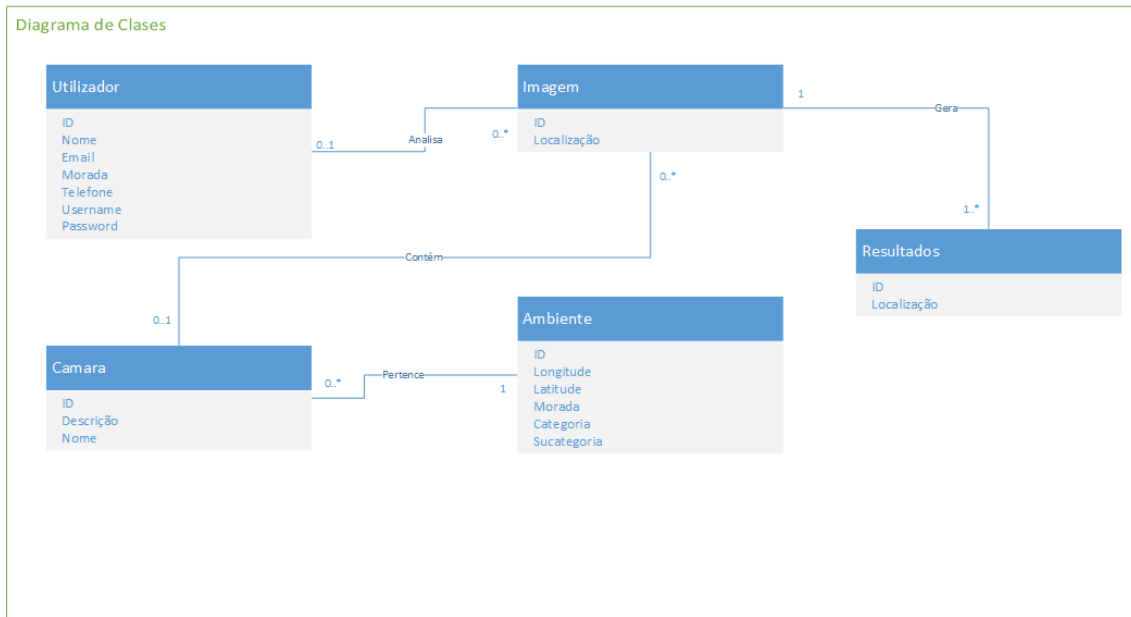 Diagrama de Clases
Utilizador
ID
Nome
Email
Morada
Telefone
Username
Password
0..1
Analisa
0..*
Imagem
ID
Localização
1
Gera
1..*
0..*
Resultados
ID
Localização
Contém
0..1
Camara
ID
Descrição
Nome
0..*
Pertence
1
Ambiente
ID
Longitude
Latitude
Morada
Categoria
Sucategoria